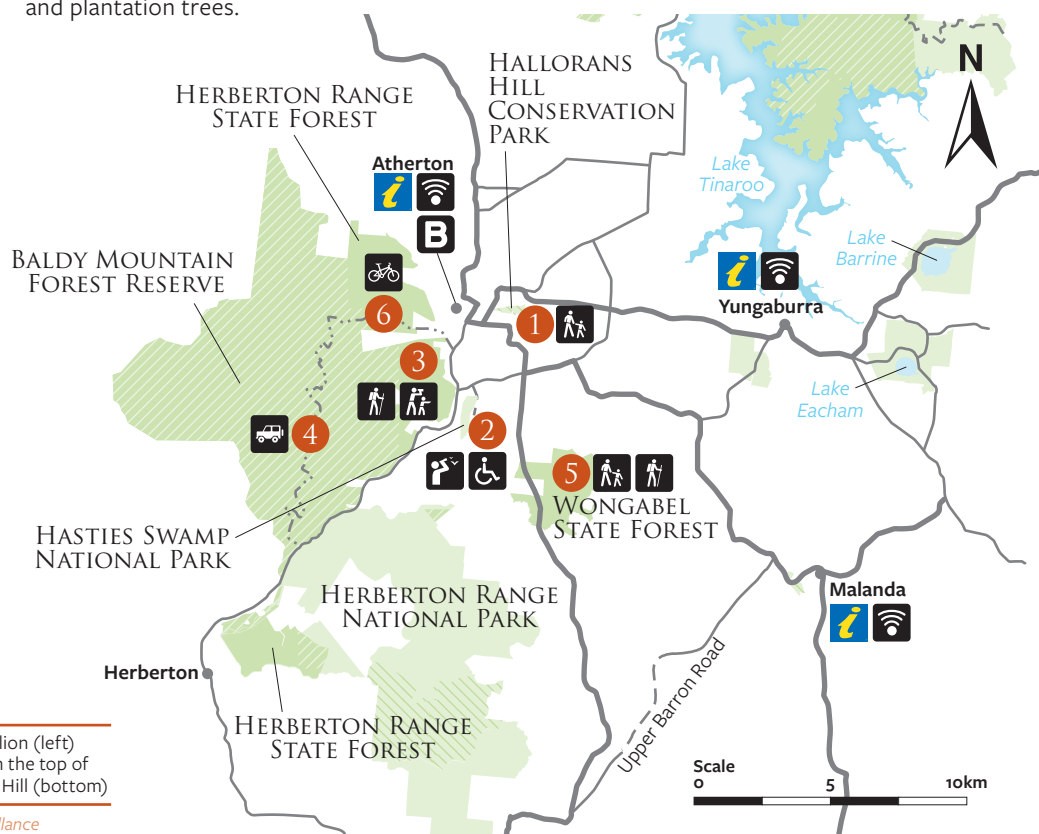 and plantation trees.
HALLORANS
HILL
CONSERVATION
PARK
N
HERBERTON RANGE
STATE FOREST
Atherton
i
B
Lake
Tinaroo
Lake
Barrine
BALDY MOUNTAIN
FOREST RESERVE
i
Yungaburra
6
1
3
Lake
Eacham
4
2
5
WONGABEL
STATE FOREST
HASTIES SWAMP
NATIONAL PARK
HERBERTON RANGE
NATIONAL PARK
Malanda
i
Herberton
Upper Barron Road
HERBERTON RANGE
STATE FOREST
lion (left)
n the top of
Hill (bottom)
llance
Scale
0 5 10km